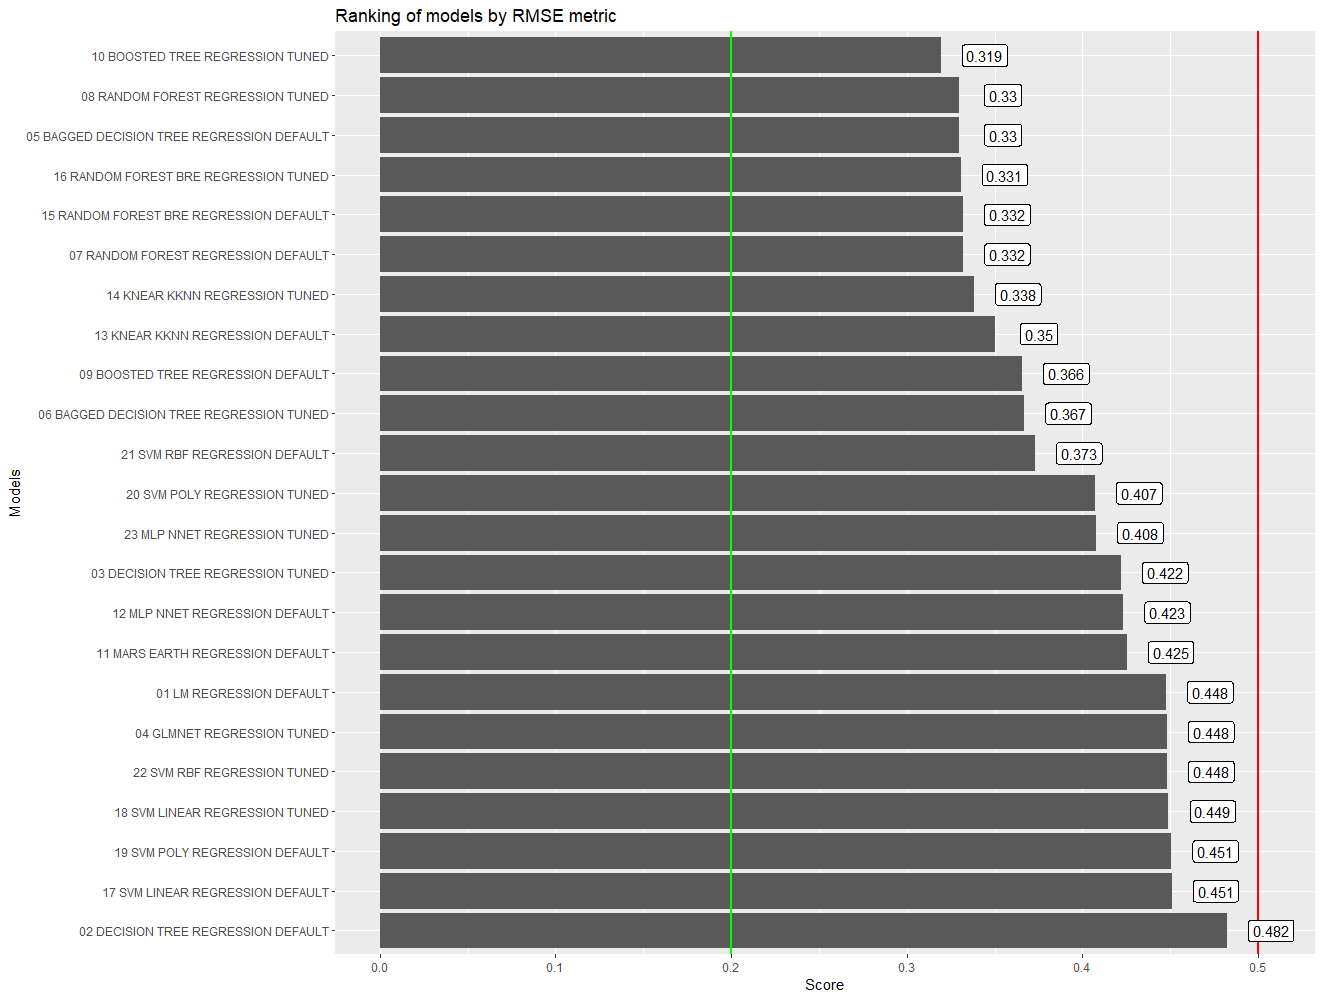 Ranking of models by RMSE metric
10 BOOSTED TREE REGRESSION TUNED 0.319
08 RANDOM FOREST REGRESSION TUNED 0.33
05 BAGGED DECISION TREE REGRESSION DEFAULT 0.33
16 RANDOM FOREST BRE REGRESSION TUNED 0.331
15 RANDOM FOREST BRE REGRESSION DEFAULT 0.332
07 RANDOM FOREST REGRESSION DEFAULT 0.332
14 KNEAR KKNN REGRESSION TUNED 0.338
13 KNEAR KKNN REGRESSION DEFAULT 0.35
09 BOOSTED TREE REGRESSION DEFAULT 0.366
06 BAGGED DECISION TREE REGRESSION TUNED 0.367
21 SVM RBF REGRESSION DEFAULT 0.373
20 SVM POLY REGRESSION TUNED 0.407
23 MLP NNET REGRESSION TUNED 0.408
03 DECISION TREE REGRESSION TUNED 0.422
12 MLP NNET REGRESSION DEFAULT 0.423
11 MARS EARTH REGRESSION DEFAULT 0.425
01 LM REGRESSION DEFAULT 0.448
04 GLMNET REGRESSION TUNED 0.448
22 SVM RBF REGRESSION TUNED 0.448
18 SVM LINEAR REGRESSION TUNED 0.449
19 SVM POLY REGRESSION DEFAULT 0.451
17 SVM LINEAR REGRESSION DEFAULT 0.451
02 DECISION TREE REGRESSION DEFAULT 0.482
0.0 0.1 0.2 0.3 0.4 0.5
Score
Models